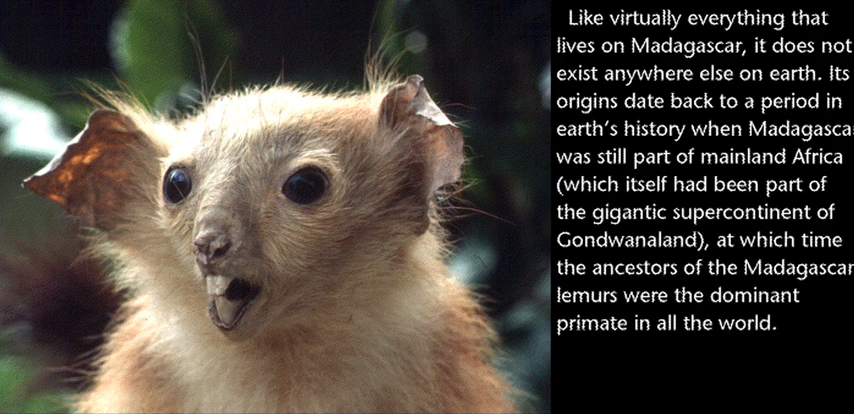 Like virtually everything that
lives on Madagascar, it does not
exist anywhere else on earth. Its
origins date back to a period in
earth's history when Madagasca
was still part of mainland Africa
(which itself had been part of
the gigantic supercontinent of
Gondwanaland), at which time
the ancestors of the Madagascar
lemurs were the dominant
primate in all the world.